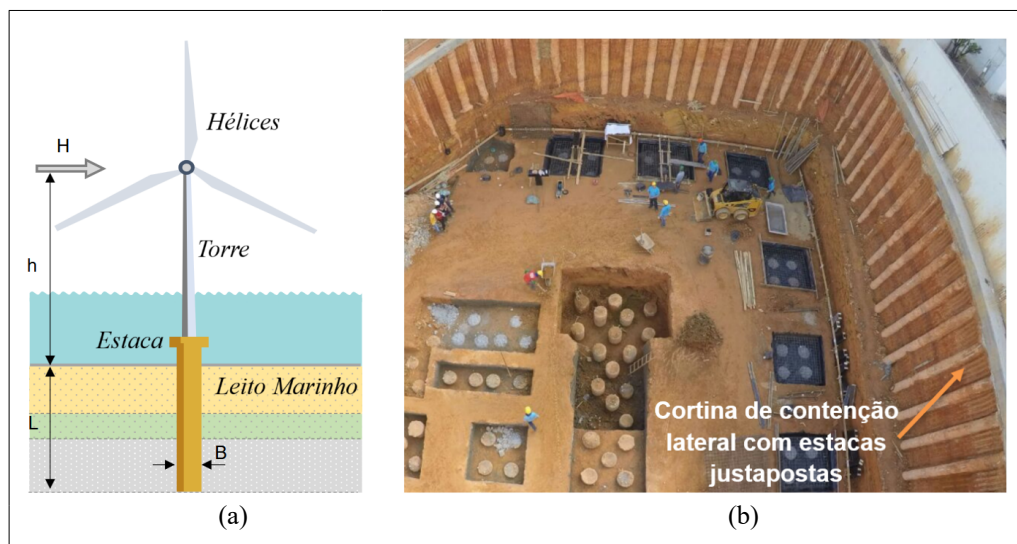 Hélices
H
Torre
h
Estaca
Leito Marinho
L
B
(a)
Cortina de contenção
lateral com estacas
justapostas
(b)